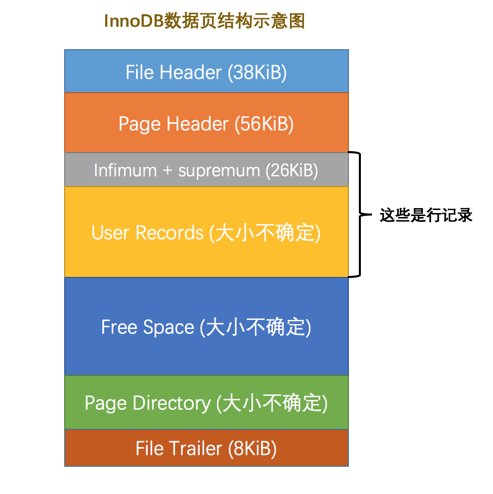 InnoDB数据页结构示意图
File Header (38KiB)
Page Header (56KiB)
Infimum + supremum (26KiB)
这些是行记录
User Records (大小不确定)
Free Space (大小不确定)
Page Directory (大小不确定)
File Trailer (8KiB)